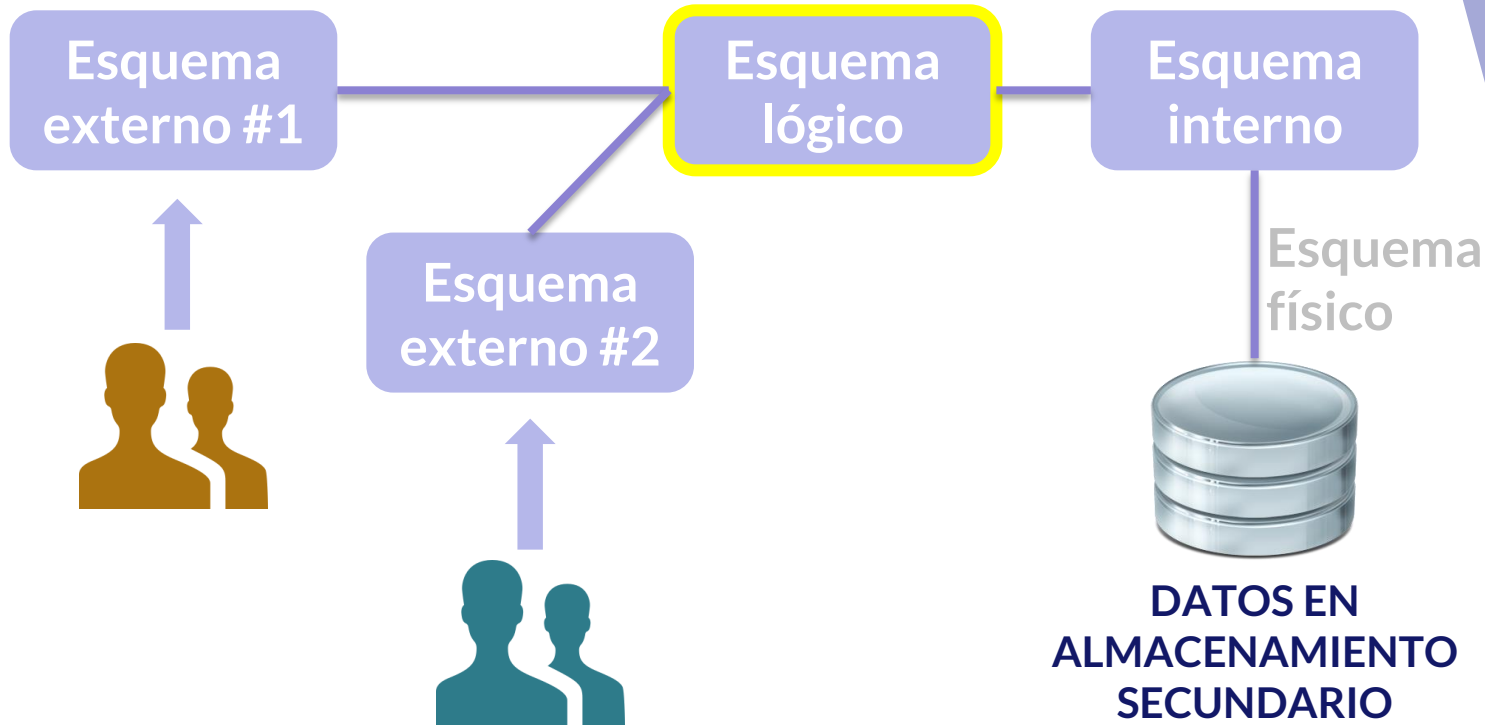 Esquema
externo #1
Esquema
lógico
Esquema
interno
Esquema
externo #2
Esquema
físico
DATOS EN
ALMACENAMIENTO
SECUNDARIO